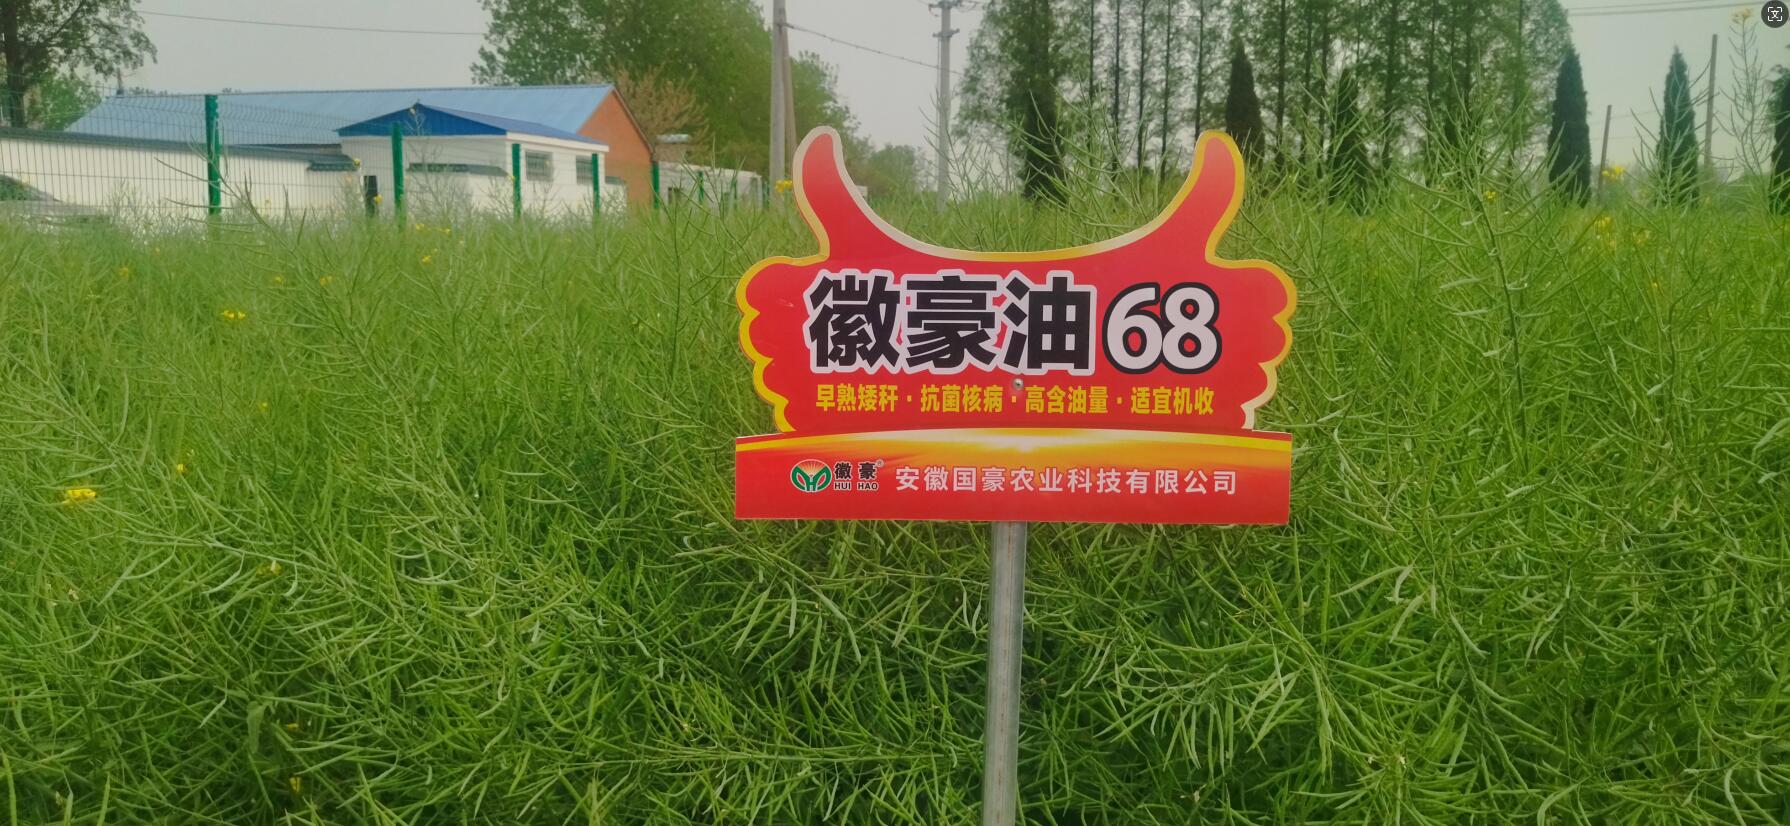 徽豪油68
早熟矮秆·抗菌核病·高含油量·适宜机收
徽豪®
HUI HAO
安徽国豪农业科技有限公司